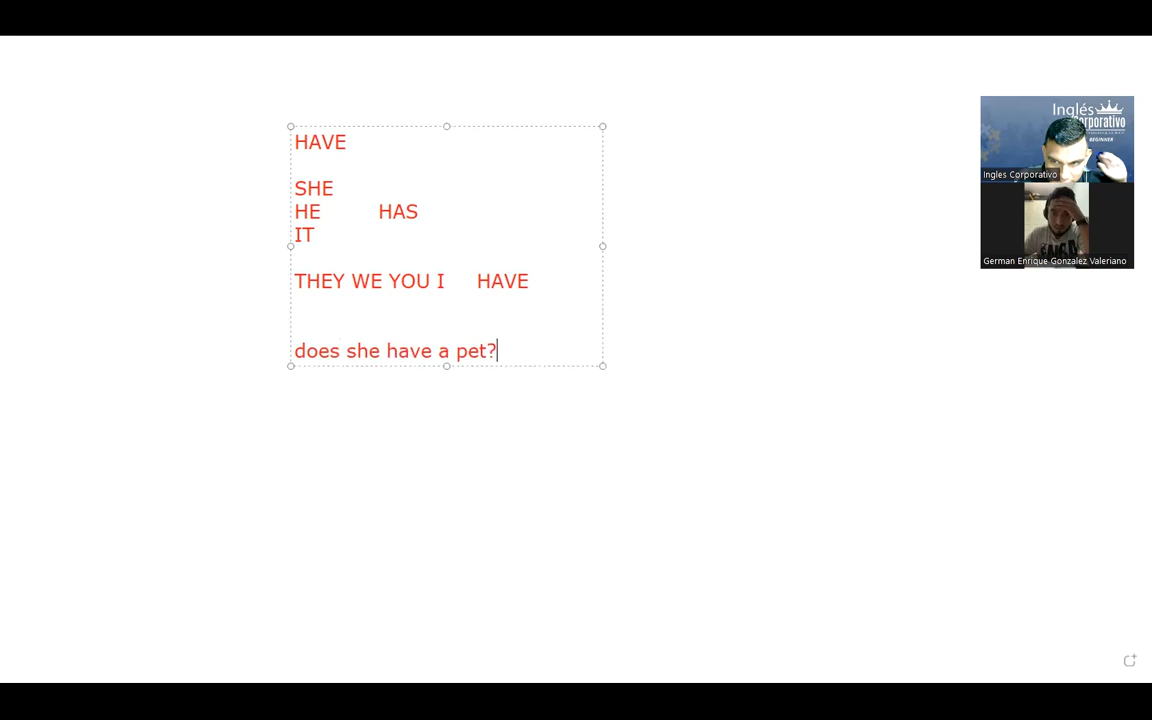 HAVE
SHE
HE HAS
IT
THEY WE YOU I HAVE
does she have a pet?
Inglés
Corporativo
BEGINNER
Ingles Corporativo
German Enrique Gonzalez Valeriano